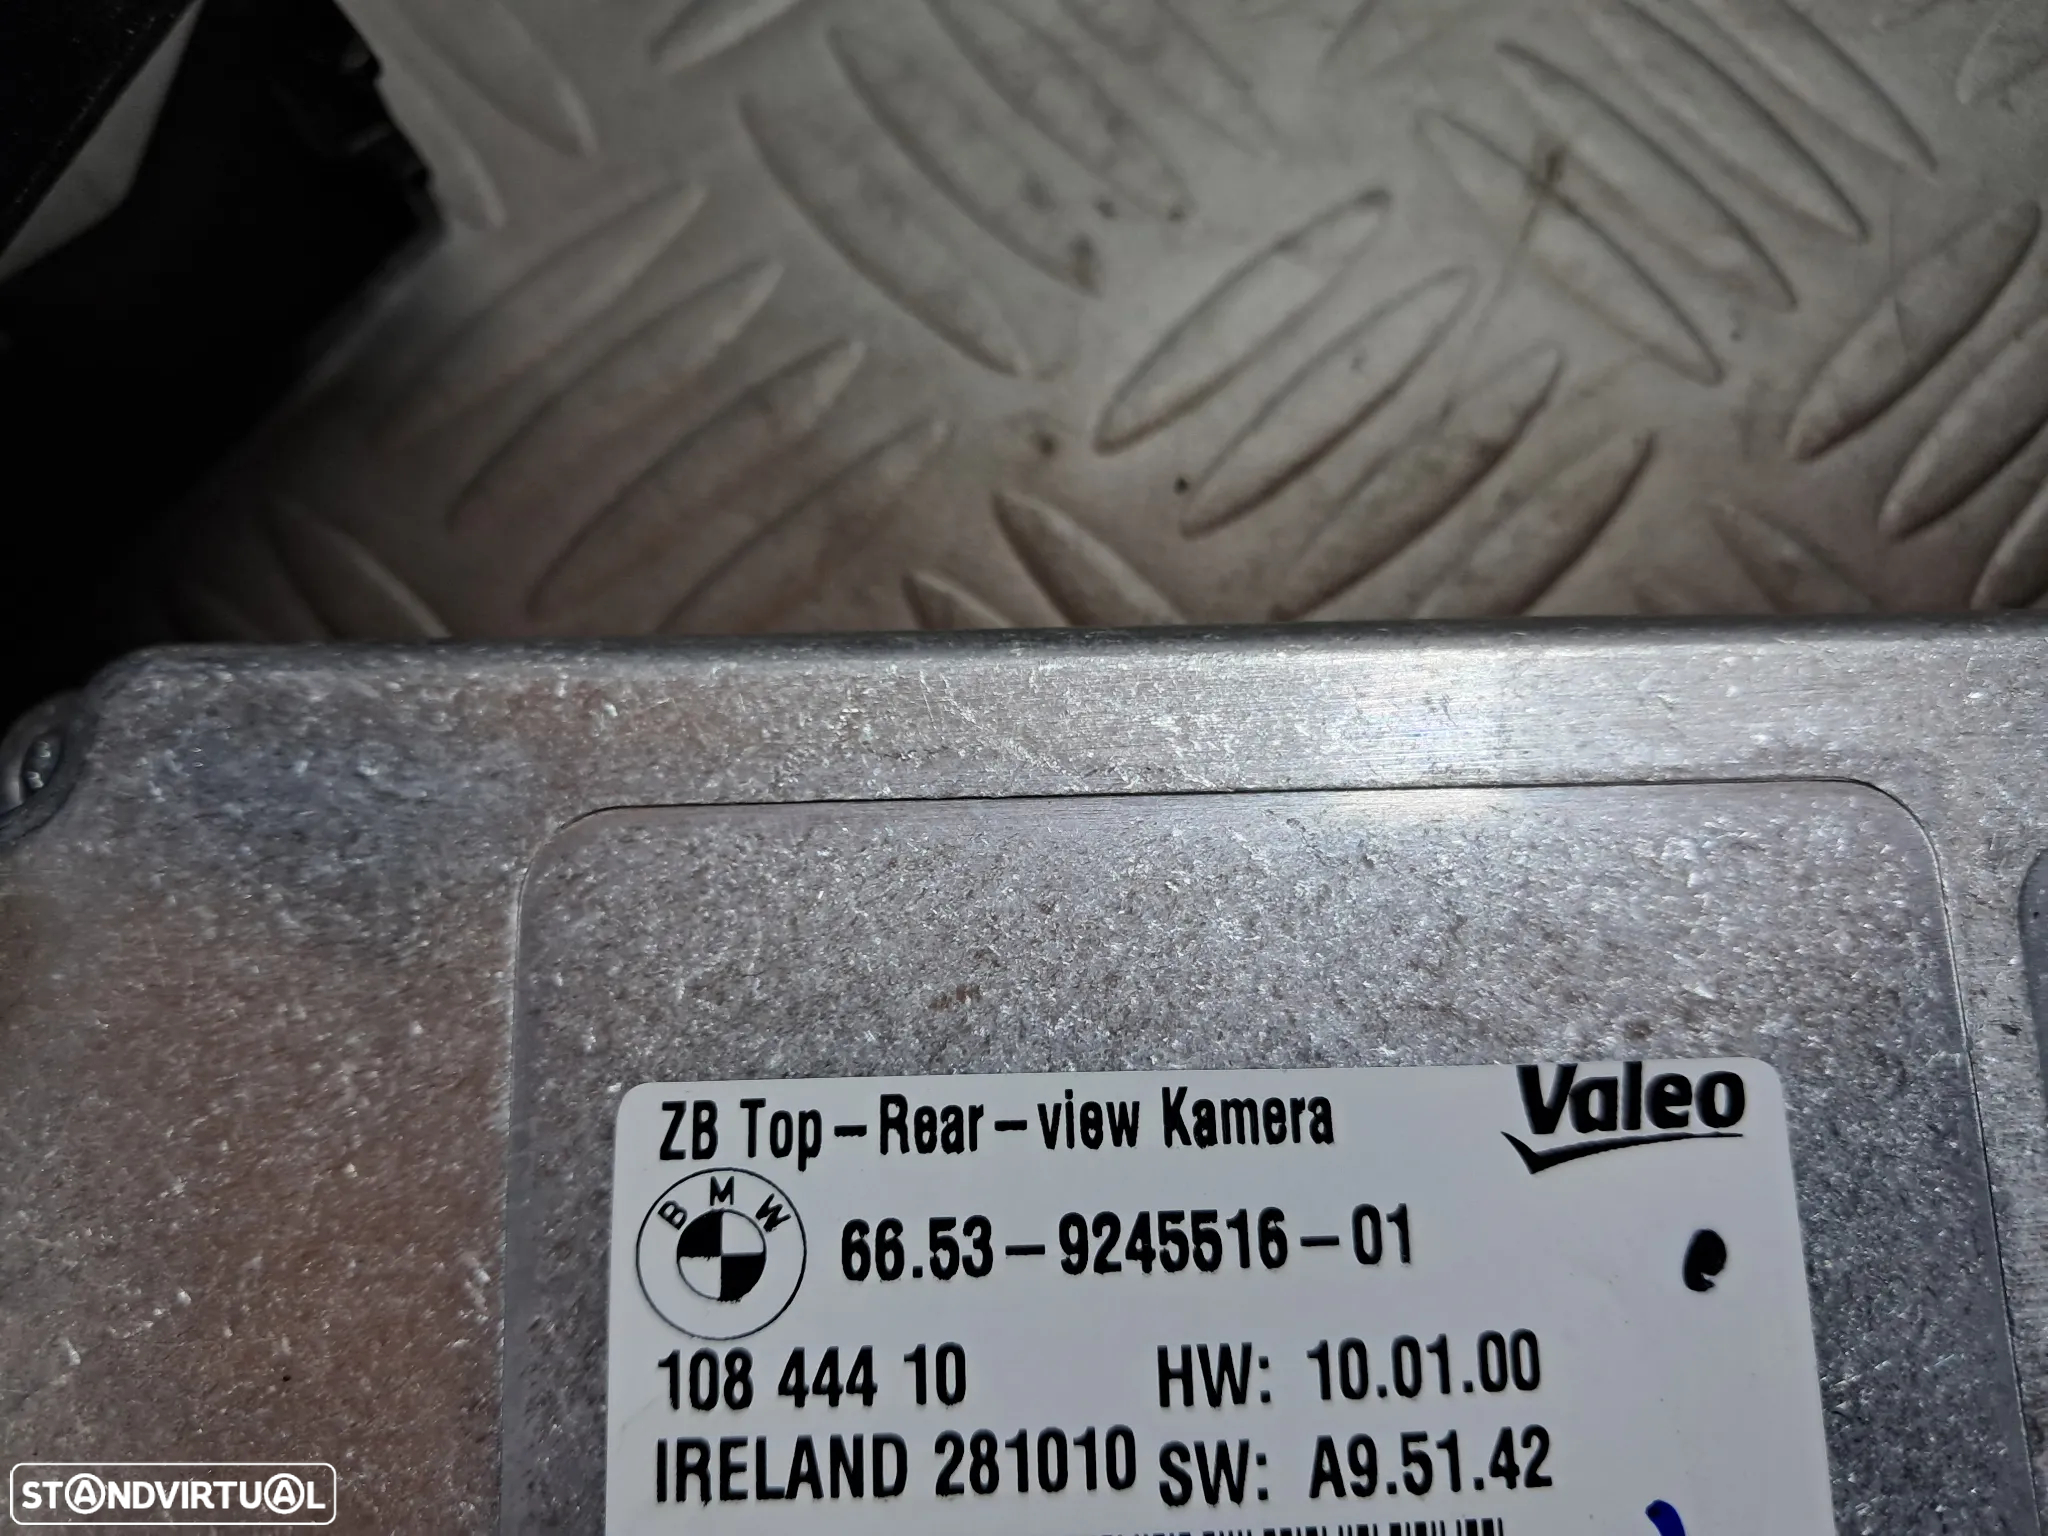 ZB Top-Rear-view Kamera
Valeo
BMW
66.53-9245516-01
108 444 10 HW: 10.01.00
IRELAND 281010 SW: A9.51.42
STANDVIRTUAL